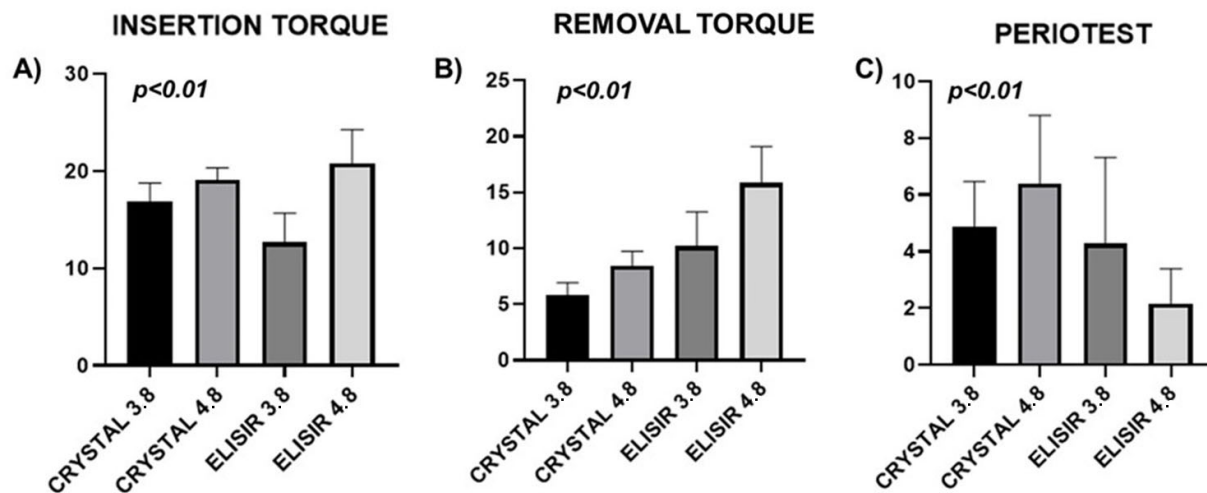 INSERTION TORQUE
A)
p<0.01
30
20
10
0
CRYSTAL 3.8
CRYSTAL 4.8
ELISIR 3.8
ELISIR 4.8
REMOVAL TORQUE
B)
p<0.01
25
20
15
10
5
0
CRYSTAL 3.8
CRYSTAL 4.8
ELISIR 3.8
ELISIR 4.8
PERIOTEST
C)
p<0.01
10
8
6
4
2
0
CRYSTAL 3.8
CRYSTAL 4.8
ELISIR 3.8
ELISIR 4.8